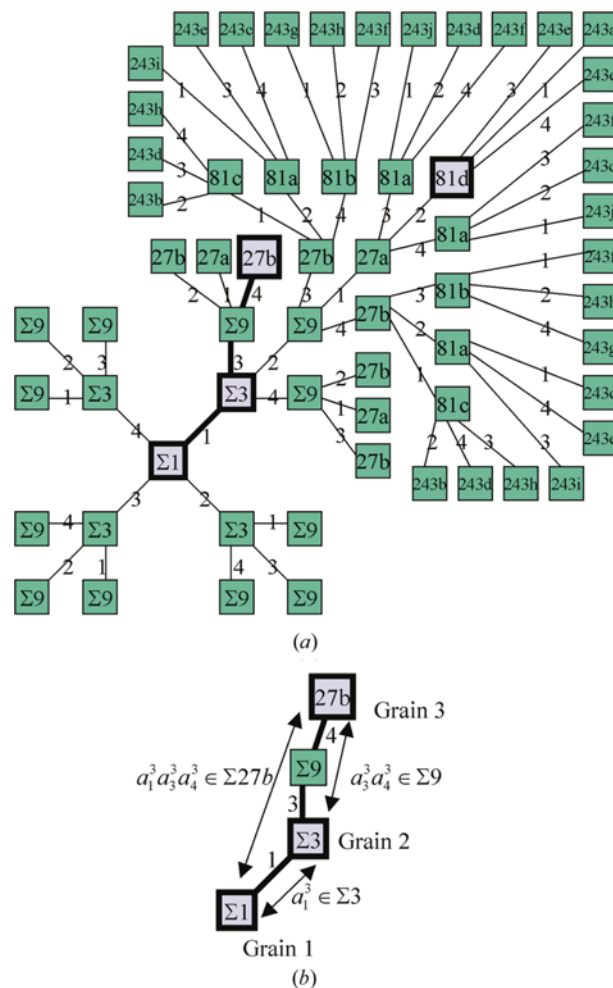 243e 243c 243g 243h 243f 243j 243d 243f 243e 243a
243i 3 4 1 2 3 1 2 4 3 1 243c
243h 1 4 243f
4
243d 3 81c 81a 81b 81a 81d 3 243d
243b 2 1 2 4 3 2 81a 2 1 243j
4
27b 27a 27b 27b 27a 81b 1 243f
2 1 4 3 1 3 2 243h
Σ9 Σ9 Σ9 Σ9 4 27b 4 243g
2 3 3 2 2 81a
Σ9 1 Σ3 Σ3 4 Σ9 2 27b 1 1 243c
1 27a 81c 4 243e
4 1 3 27b 2 4 3 3
Σ1 243b 243d 243h 243i
3 2
Σ9 4 Σ3 Σ3 1 Σ9
2 1 4 3
Σ9 Σ9 Σ9 Σ9
(a)
27b
Grain 3
4
a₁³a₃³a₄³ ∈ Σ27b Σ9 a₃³a₄³ ∈ Σ9
3
Σ3
Grain 2
1
Σ1 a₁³ ∈ Σ3
Grain 1
(b)